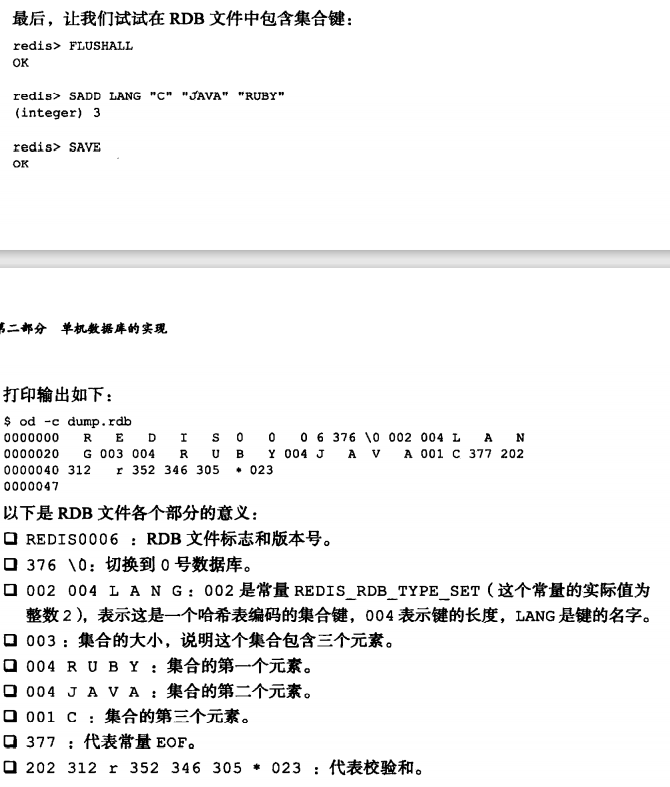 最后，让我们试试在 RDB 文件中包含集合键：
redis> FLUSHALL
OK
redis> SADD LANG "C" "JAVA" "RUBY"
(integer) 3
redis> SAVE
OK
第二部分 单机数据库的实现
打印输出如下：
$ od -c dump.rdb
0000000 R E D I S 0 0 0 6 376 \0 002 004 L A N
0000020 G 003 004 R U B Y 004 J A V A 001 C 377 202
0000040 312 r 352 346 305 * 023
0000047
以下是 RDB 文件各个部分的意义：
❑ REDIS0006 ：RDB 文件标志和版本号。
❑ 376 \0：切换到 0 号数据库。
❑ 002 004 L A N G：002 是常量 REDIS_RDB_TYPE_SET（这个常量的实际值为
整数 2），表示这是一个哈希表编码的集合键，004 表示键的长度，LANG 是键的名字。
❑ 003：集合的大小，说明这个集合包含三个元素。
❑ 004 R U B Y ：集合的第一个元素。
❑ 004 J A V A ：集合的第二个元素。
❑ 001 C ：集合的第三个元素。
❑ 377 ：代表常量 EOF。
❑ 202 312 r 352 346 305 * 023 ：代表校验和。